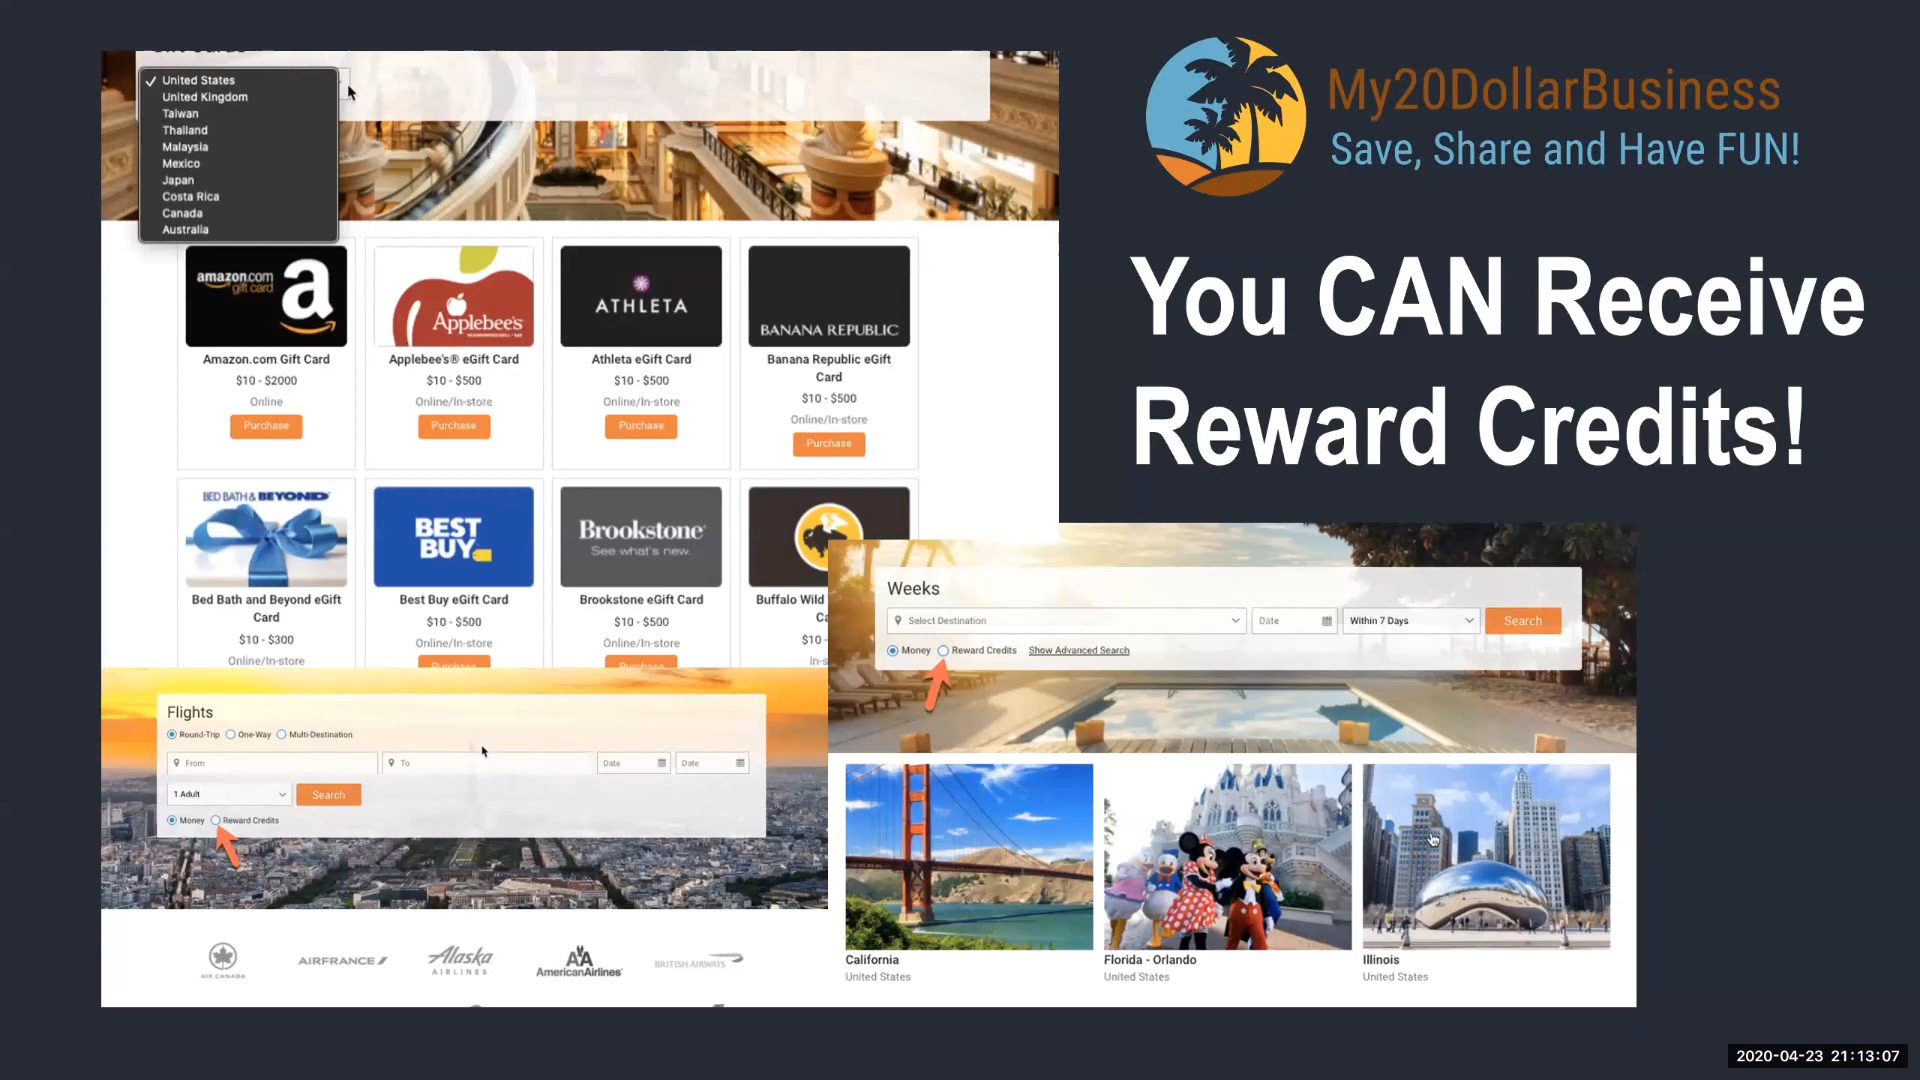 United States
United Kingdom
Taiwan
Thailand
Malaysia
Mexico
Japan
Costa Rica
Canada
Australia
My20DollarBusiness
Save, Share and Have FUN!
You CAN Receive
Reward Credits!
amazon.com
gift card
a
Applebee's
ATHLETA
BANANA REPUBLIC
Amazon.com Gift Card
$10 - $2000
Online
Purchase
Applebee's® eGift Card
$10 - $500
Online/In-store
Purchase
Athleta eGift Card
$10 - $500
Online/In-store
Purchase
Banana Republic eGift
Card
$10 - $500
Online/In-store
Purchase
BED BATH & BEYOND
BEST
BUY
Brookstone
See what's new.
Bed Bath and Beyond eGift
Card
$10 - $300
Online/In-store
Best Buy eGift Card
$10 - $500
Online/In-store
Purchase
Brookstone eGift Card
$10 - $500
Online/In-store
Purchase
Buffalo Wild
$10 -
Weeks
Select Destination
Date
Within 7 Days
Search
Money
Reward Credits
Show Advanced Search
Flights
Round-Trip
One-Way
Multi-Destination
From
To
Date
Date
1 Adult
Search
Money
Reward Credits
AIR CANADA
AIRFRANCE
Alaska
AIRLINES
AA
AmericanAirlines
BRITISH AIRWAYS
California
United States
Florida - Orlando
United States
Illinois
United States
2020-04-23 21:13:07